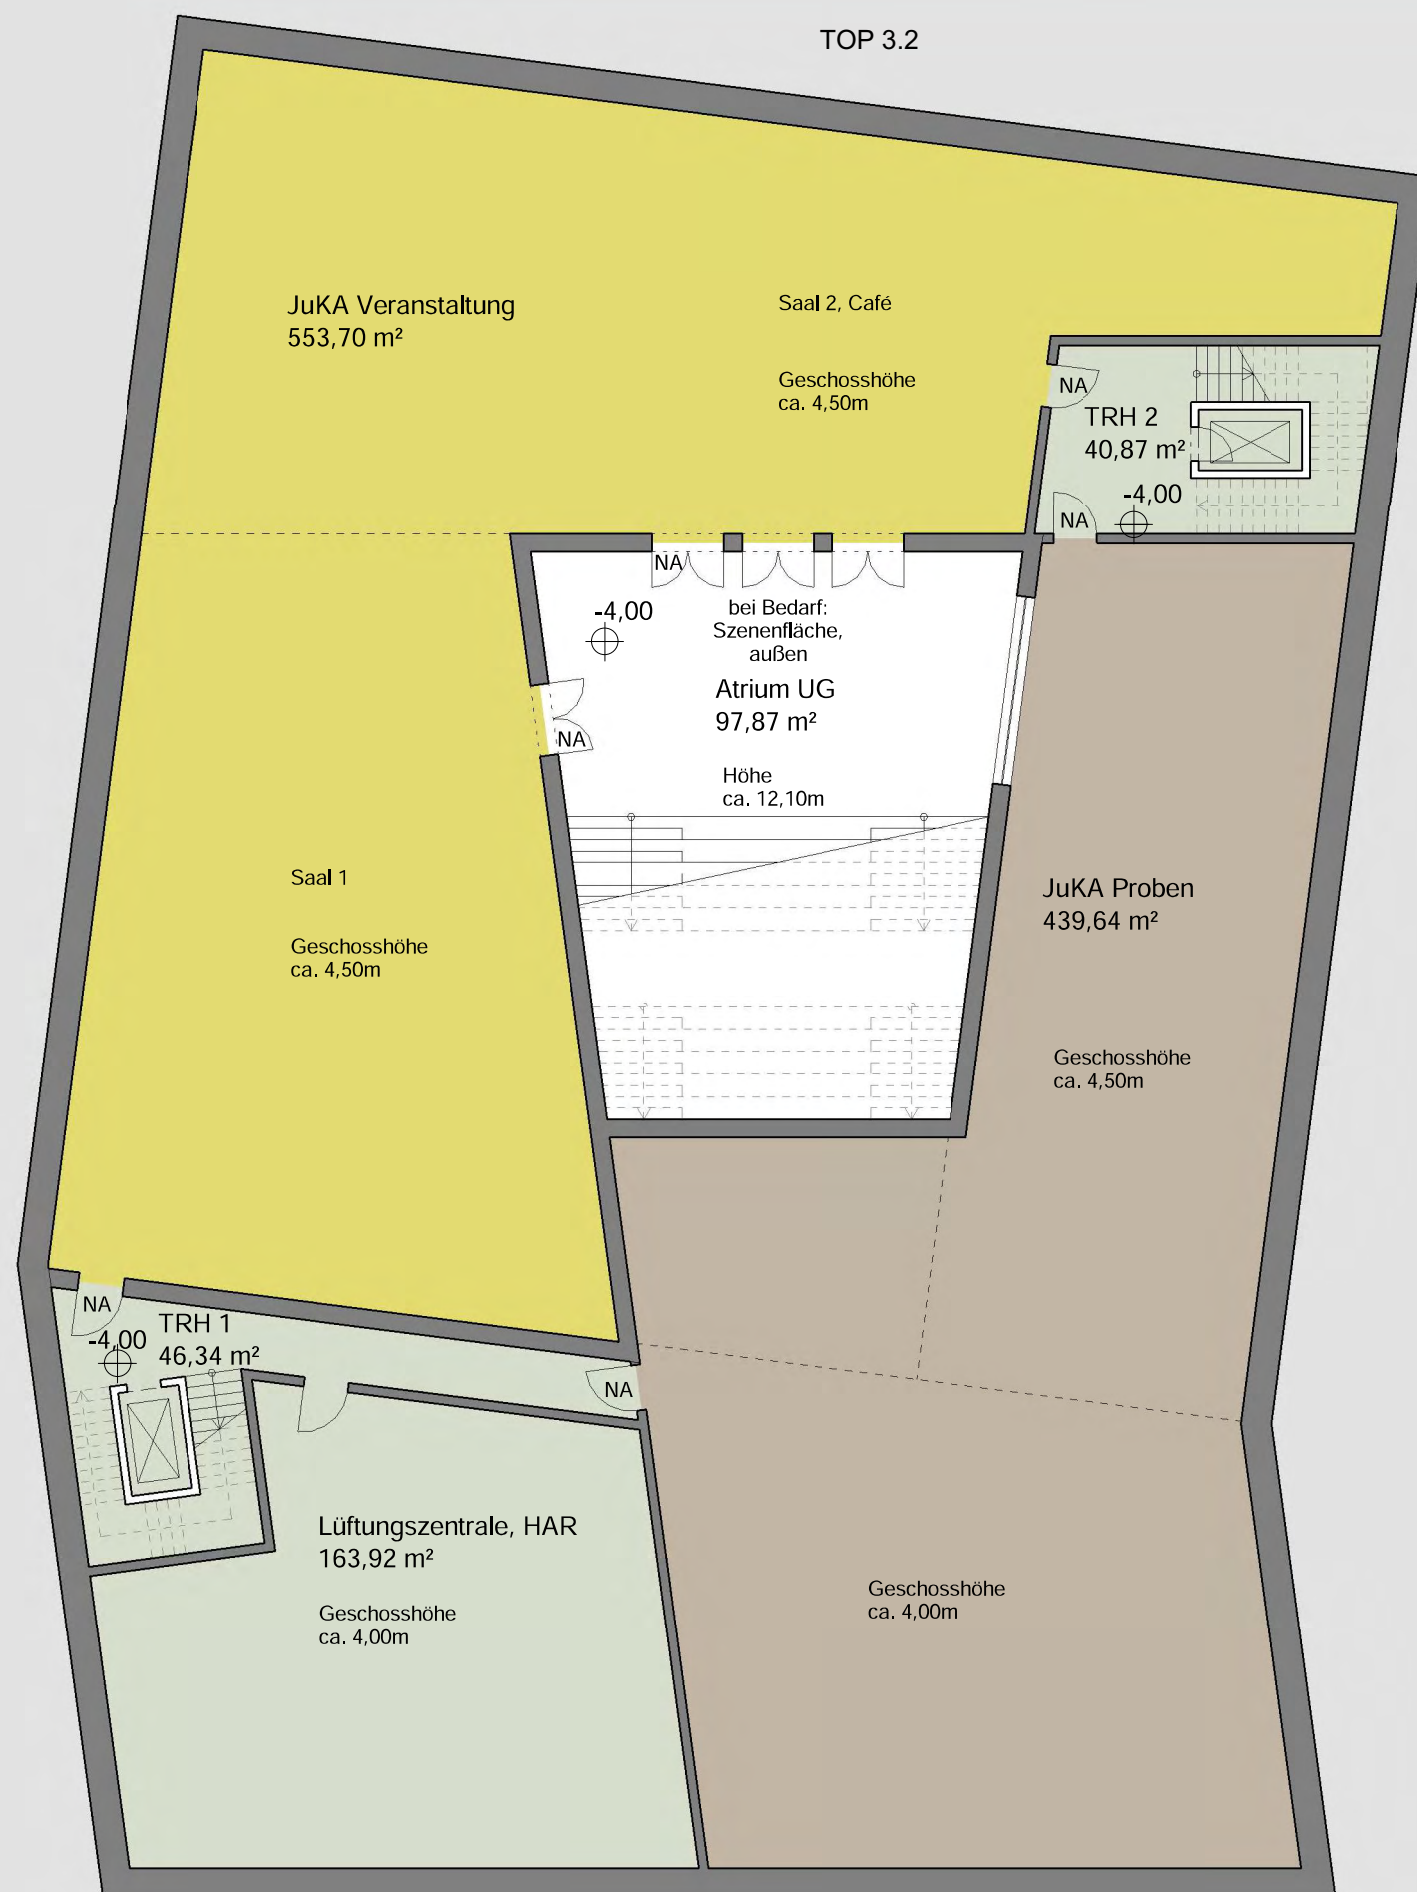 TOP 3.2
JuKA Veranstaltung
553,70 m²
Saal 2, Café
Geschosshöhe
ca. 4,50m
NA
TRH 2
40,87 m²
-4,00
NA
NA
-4,00
bei Bedarf:
Szenenfläche,
außen
Atrium UG
97,87 m²
NA
Höhe
ca. 12,10m
Saal 1
Geschosshöhe
ca. 4,50m
JuKA Proben
439,64 m²
Geschosshöhe
ca. 4,50m
NA
TRH 1
-4,00
46,34 m²
NA
Lüftungszentrale, HAR
163,92 m²
Geschosshöhe
ca. 4,00m
Geschosshöhe
ca. 4,00m